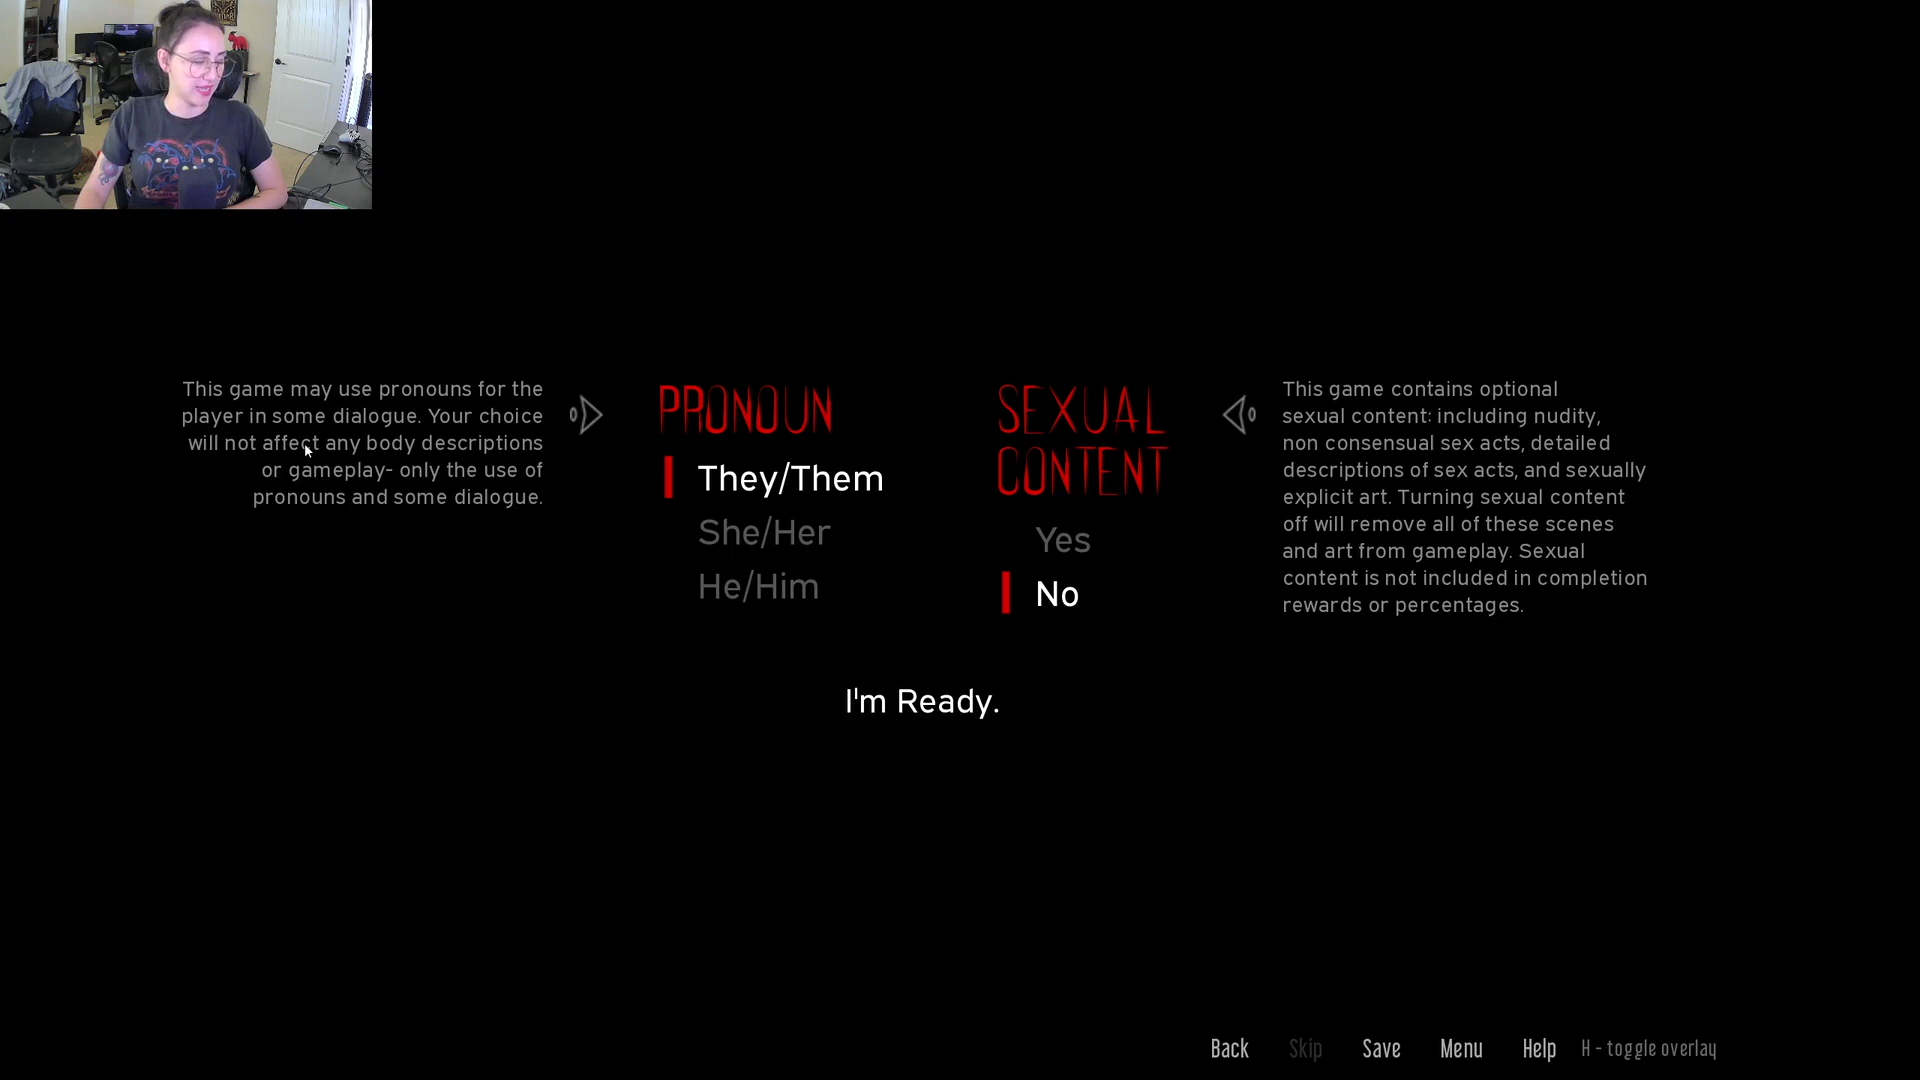 This game may use pronouns for the
player in some dialogue. Your choice
will not affect any body descriptions
or gameplay- only the use of
pronouns and some dialogue.
PRONOUN
They/Them
She/Her
He/Him
SEXUAL
CONTENT
Yes
No
This game contains optional
sexual content: including nudity,
non consensual sex acts, detailed
descriptions of sex acts, and sexually
explicit art. Turning sexual content
off will remove all of these scenes
and art from gameplay. Sexual
content is not included in completion
rewards or percentages.
I'm Ready.
Back Skip Save Menu Help H - toggle overlay